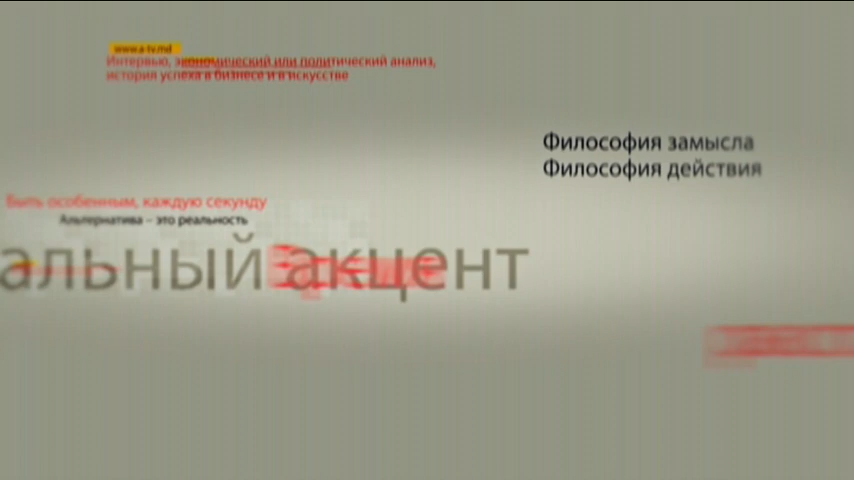 www.a-tv.md
Интервью, экономический или политический анализ,
история успеха в бизнесе и в искусстве
Философия замысла
Философия действия
Быть особенным, каждую секунду
Альтернатива – это реальность
альный акцент